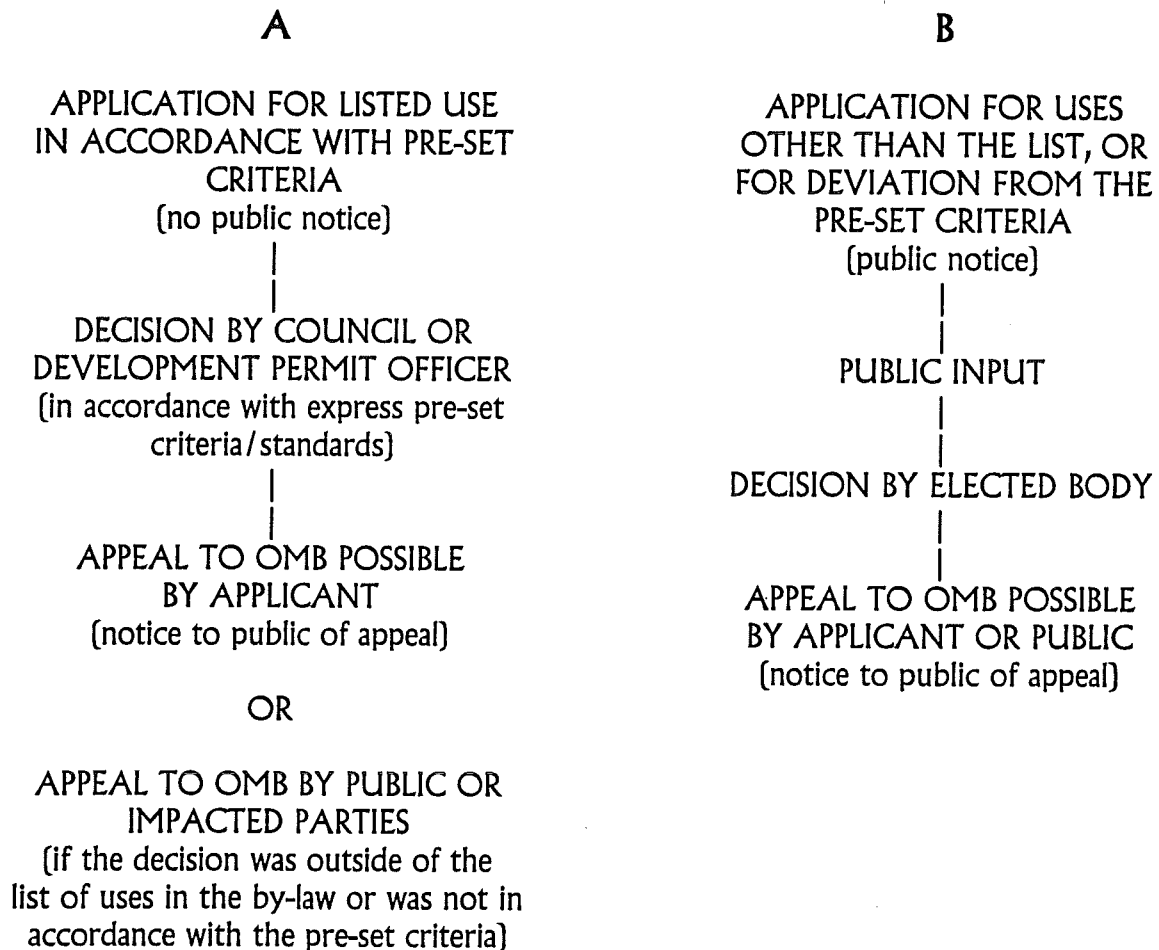 A
APPLICATION FOR LISTED USE
IN ACCORDANCE WITH PRE-SET
CRITERIA
(no public notice)
DECISION BY COUNCIL OR
DEVELOPMENT PERMIT OFFICER
(in accordance with express pre-set
criteria/standards)
APPEAL TO OMB POSSIBLE
BY APPLICANT
(notice to public of appeal)
OR
APPEAL TO OMB BY PUBLIC OR
IMPACTED PARTIES
(if the decision was outside of the
list of uses in the by-law or was not in
accordance with the pre-set criteria)
B
APPLICATION FOR USES
OTHER THAN THE LIST, OR
FOR DEVIATION FROM THE
PRE-SET CRITERIA
(public notice)
PUBLIC INPUT
DECISION BY ELECTED BODY
APPEAL TO OMB POSSIBLE
BY APPLICANT OR PUBLIC
(notice to public of appeal)